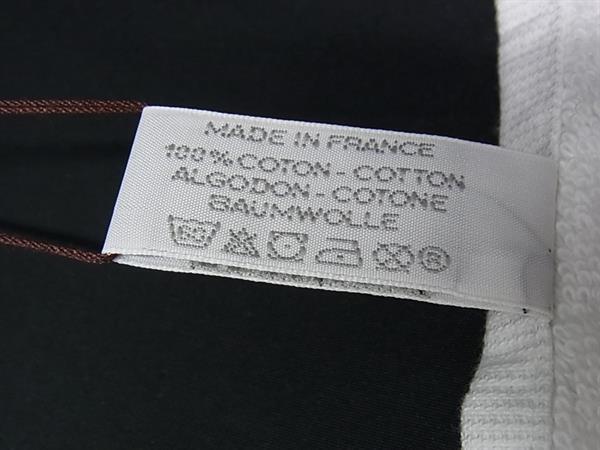 MADE IN FRANCE
100% COTON - COTTON
ALGODON - COTONE
BAUMWOLLE